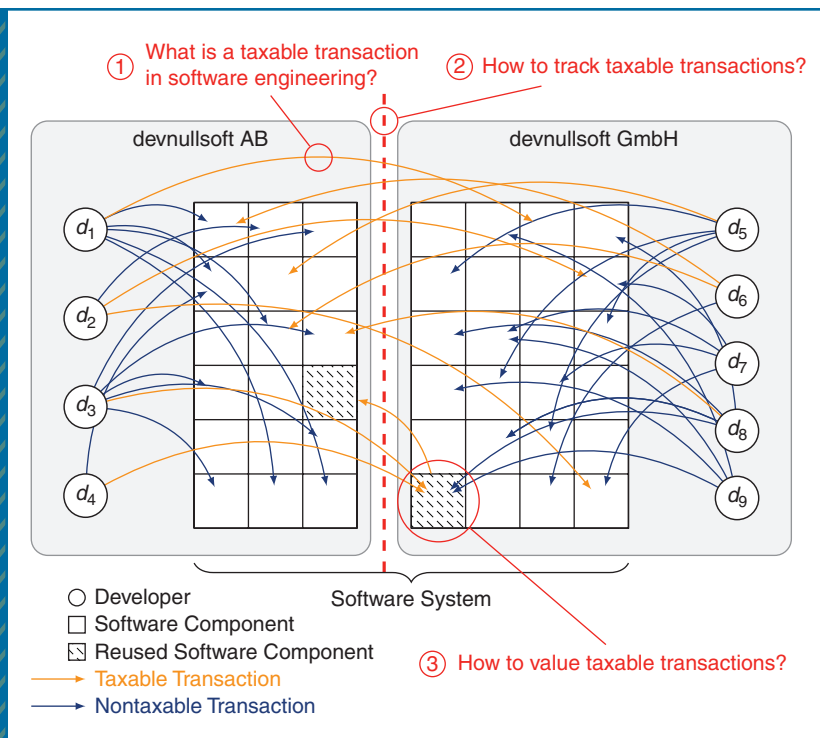 1 What is a taxable transaction
in software engineering?
2 How to track taxable transactions?
devnullsoft AB
devnullsoft GmbH
d1
d2
d3
d4
d5
d6
d7
d8
d9
Software System
Developer
Software Component
Reused Software Component
Taxable Transaction
Nontaxable Transaction
3 How to value taxable transactions?